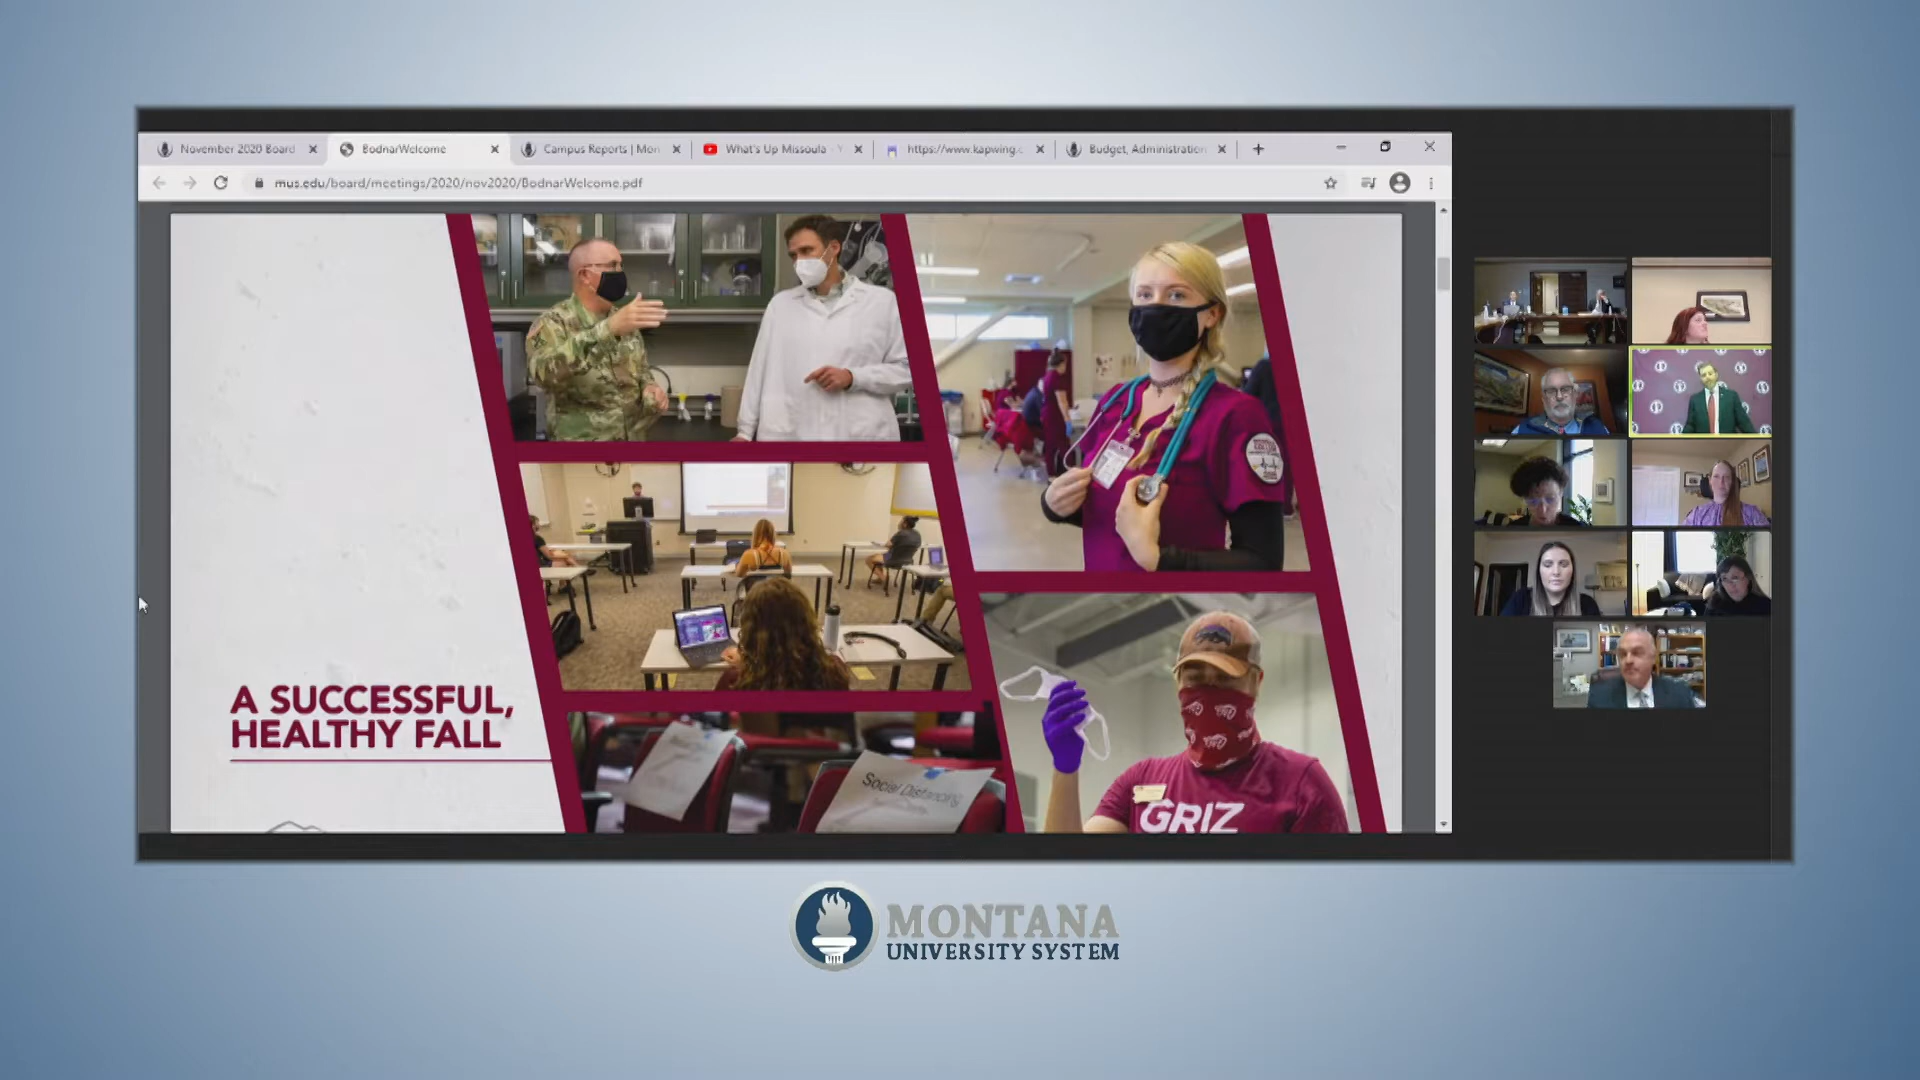 November 2020 Board
BodnarWelcome
Campus Reports | Mon
What's Up Missoula - Y
https://www.kapwing.c
Budget, Administration
mus.edu/board/meetings/2020/nov2020/BodnarWelcome.pdf
A SUCCESSFUL,
HEALTHY FALL
Social Distancing
GRIZ
MONTANA
UNIVERSITY SYSTEM